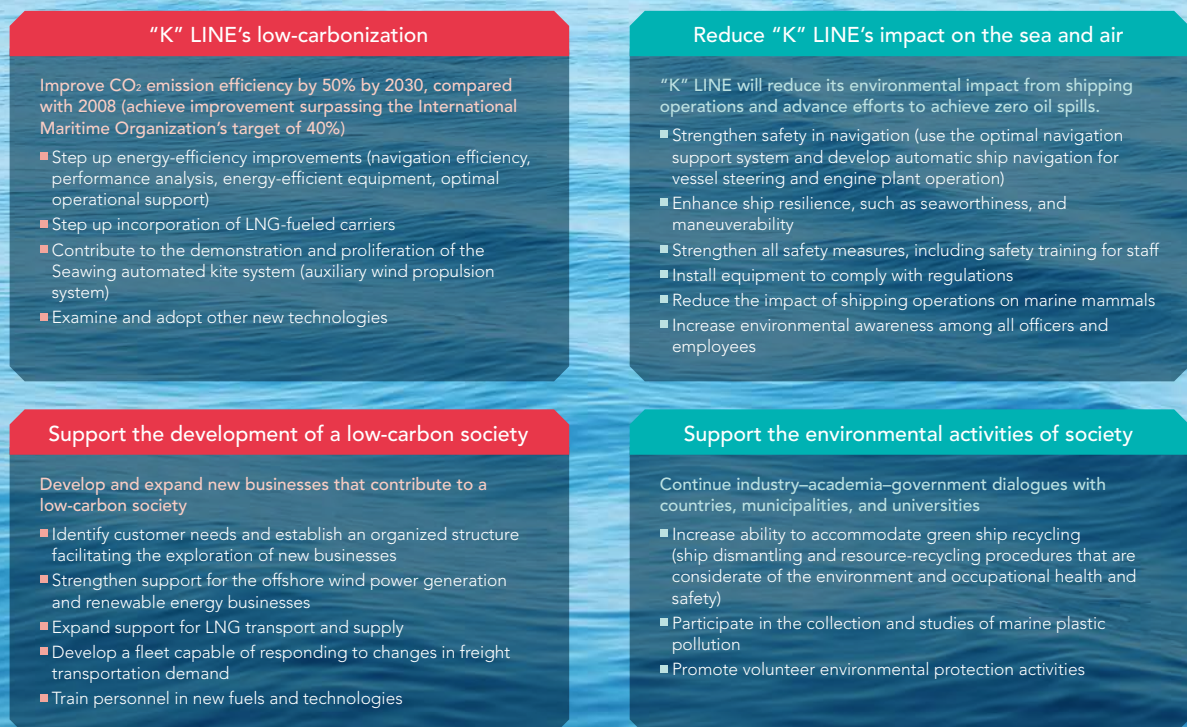 “K” LINE’s low-carbonization
Improve CO₂ emission efficiency by 50% by 2030, compared
with 2008 (achieve improvement surpassing the International
Maritime Organization’s target of 40%)
■ Step up energy-efficiency improvements (navigation efficiency,
performance analysis, energy-efficient equipment, optimal
operational support)
■ Step up incorporation of LNG-fueled carriers
■ Contribute to the demonstration and proliferation of the
Seawing automated kite system (auxiliary wind propulsion
system)
■ Examine and adopt other new technologies
Reduce “K” LINE’s impact on the sea and air
“K” LINE will reduce its environmental impact from shipping
operations and advance efforts to achieve zero oil spills.
■ Strengthen safety in navigation (use the optimal navigation
support system and develop automatic ship navigation for
vessel steering and engine plant operation)
■ Enhance ship resilience, such as seaworthiness, and
maneuverability
■ Strengthen all safety measures, including safety training for staff
■ Install equipment to comply with regulations
■ Reduce the impact of shipping operations on marine mammals
■ Increase environmental awareness among all officers and
employees
Support the development of a low-carbon society
Develop and expand new businesses that contribute to a
low-carbon society
■ Identify customer needs and establish an organized structure
facilitating the exploration of new businesses
■ Strengthen support for the offshore wind power generation
and renewable energy businesses
■ Expand support for LNG transport and supply
■ Develop a fleet capable of responding to changes in freight
transportation demand
■ Train personnel in new fuels and technologies
Support the environmental activities of society
Continue industry–academia–government dialogues with
countries, municipalities, and universities
■ Increase ability to accommodate green ship recycling
(ship dismantling and resource-recycling procedures that are
considerate of the environment and occupational health and
safety)
■ Participate in the collection and studies of marine plastic
pollution
■ Promote volunteer environmental protection activities